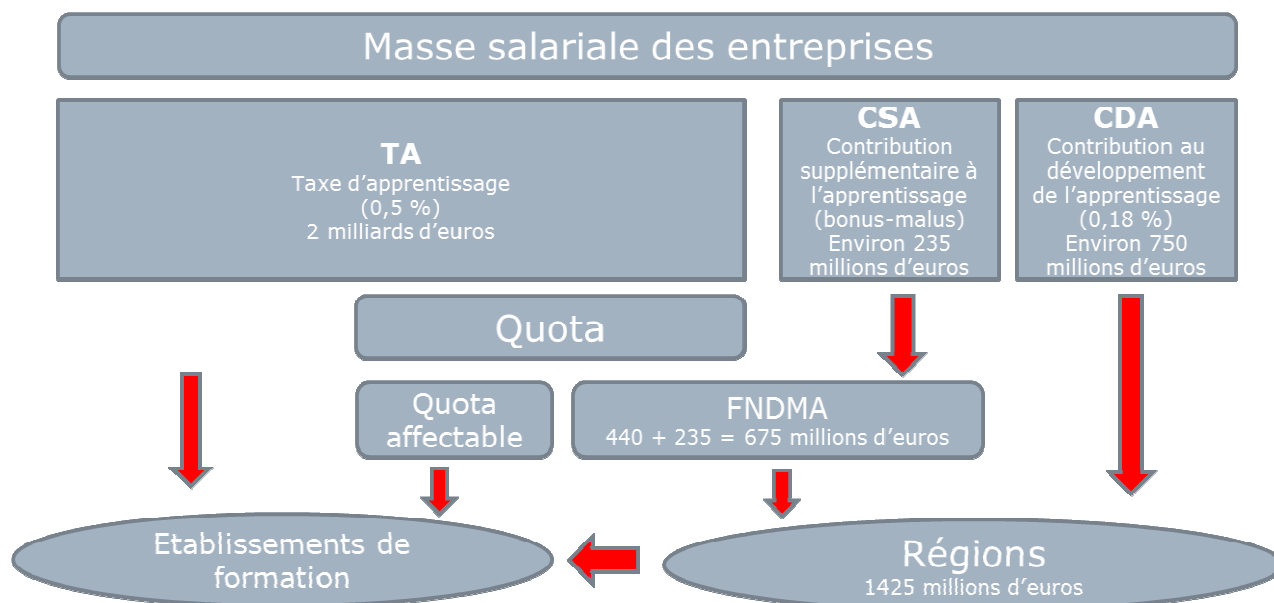 Masse salariale des entreprises
TA
Taxe d'apprentissage
(0,5 %)
2 milliards d'euros
CSA
Contribution
supplémentaire à
l'apprentissage
(bonus-malus)
Environ 235
millions d'euros
CDA
Contribution au
développement
de l'apprentissage
(0,18 %)
Environ 750
millions d'euros
Quota
Quota
affectable
FNDMA
440 + 235 = 675 millions d'euros
Etablissements de
formation
Régions
1425 millions d'euros